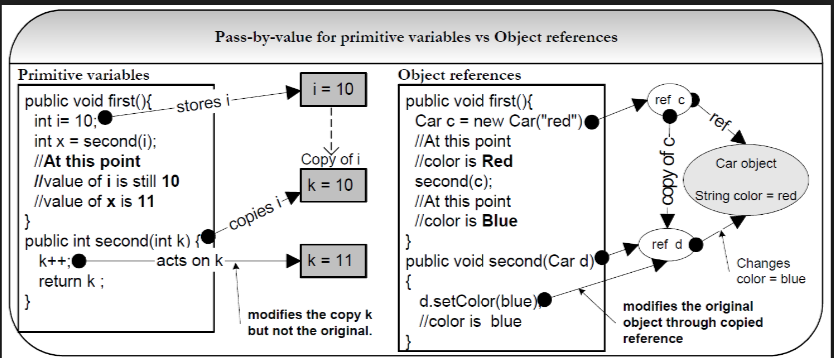 Pass-by-value for primitive variables vs Object references
Primitive variables
public void first(){
int i= 10;
int x = second(i);
//At this point
//value of i is still 10
//value of x is 11
}
public int second(int k) {
k++;
return k ;
}
stores i
i = 10
Copy of i
k = 10
copies i
acts on k
k = 11
modifies the copy k
but not the original.
Object references
public void first(){
Car c = new Car("red")
//At this point
//color is Red
second(c);
//At this point
//color is Blue
}
public void second(Car d)
{
d.setColor(blue)
//color is blue
}
ref c
ref
copy of c
Car object
String color = red
ref d
Changes
color = blue
modifies the original
object through copied
reference